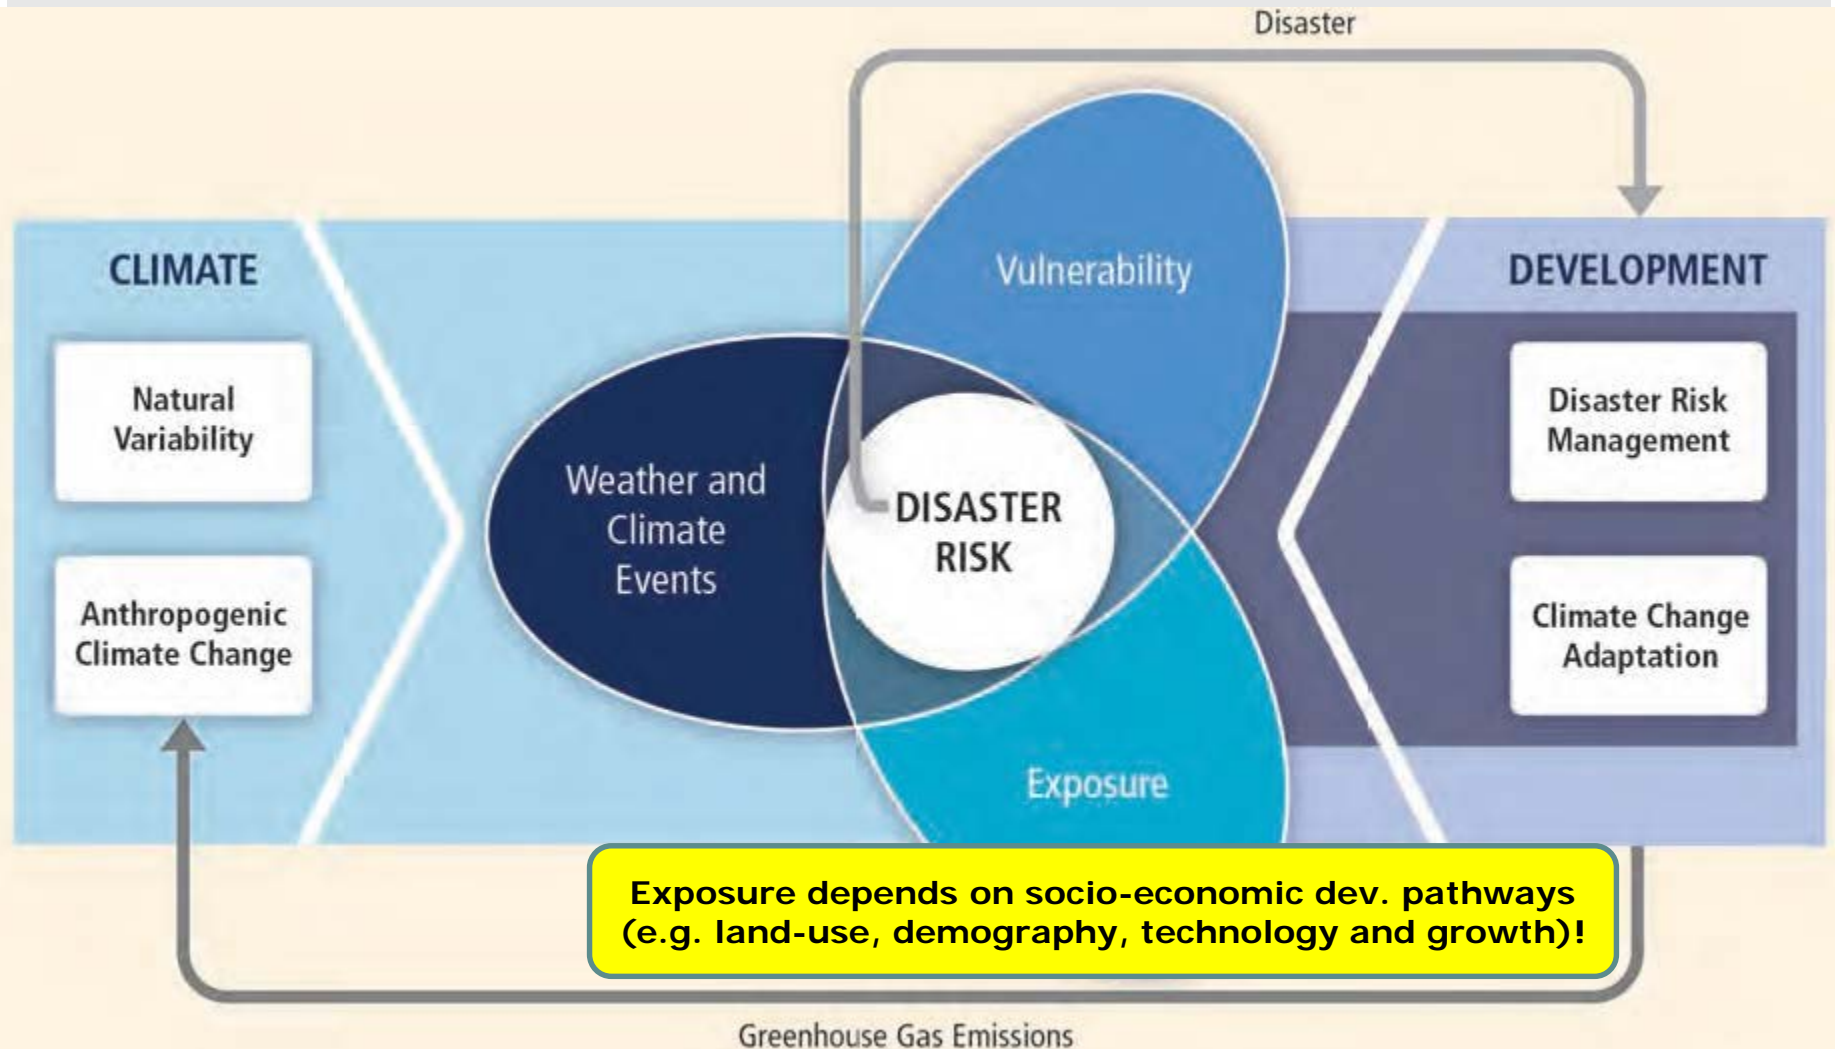 Disaster
CLIMATE
Natural
Variability
Anthropogenic
Climate Change
Weather and
Climate
Events
Vulnerability
DISASTER
RISK
Exposure
DEVELOPMENT
Disaster Risk
Management
Climate Change
Adaptation
Exposure depends on socio-economic dev. pathways
(e.g. land-use, demography, technology and growth)!
Greenhouse Gas Emissions